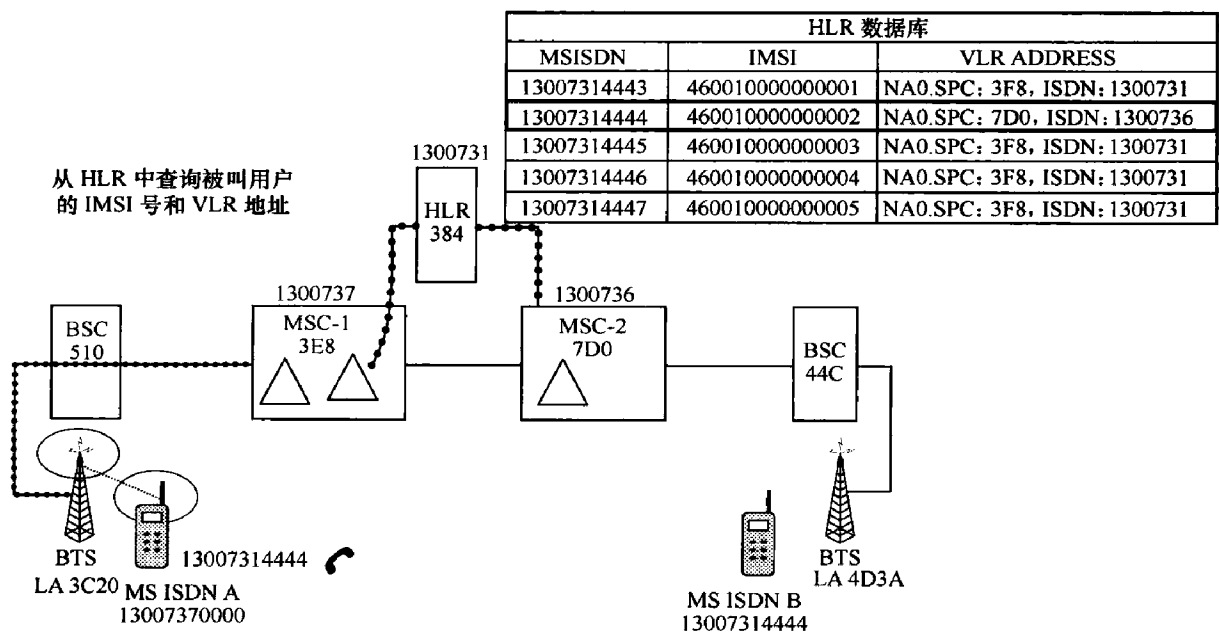 HLR 数据库
MSISDN IMSI VLR ADDRESS
13007314443 460010000000001 NA0.SPC: 3F8, ISDN: 1300731
13007314444 460010000000002 NA0.SPC: 7D0, ISDN: 1300736
13007314445 460010000000003 NA0.SPC: 3F8, ISDN: 1300731
13007314446 460010000000004 NA0.SPC: 3F8, ISDN: 1300731
13007314447 460010000000005 NA0.SPC: 3F8, ISDN: 1300731
从 HLR 中查询被叫用户
的 IMSI 号和 VLR 地址
1300731
HLR
384
1300737
1300736
BSC
510
MSC-1
3E8
MSC-2
7D0
BSC
44C
BTS
LA 3C20
13007314444
MS ISDN A
13007370000
BTS
LA 4D3A
MS ISDN B
13007314444